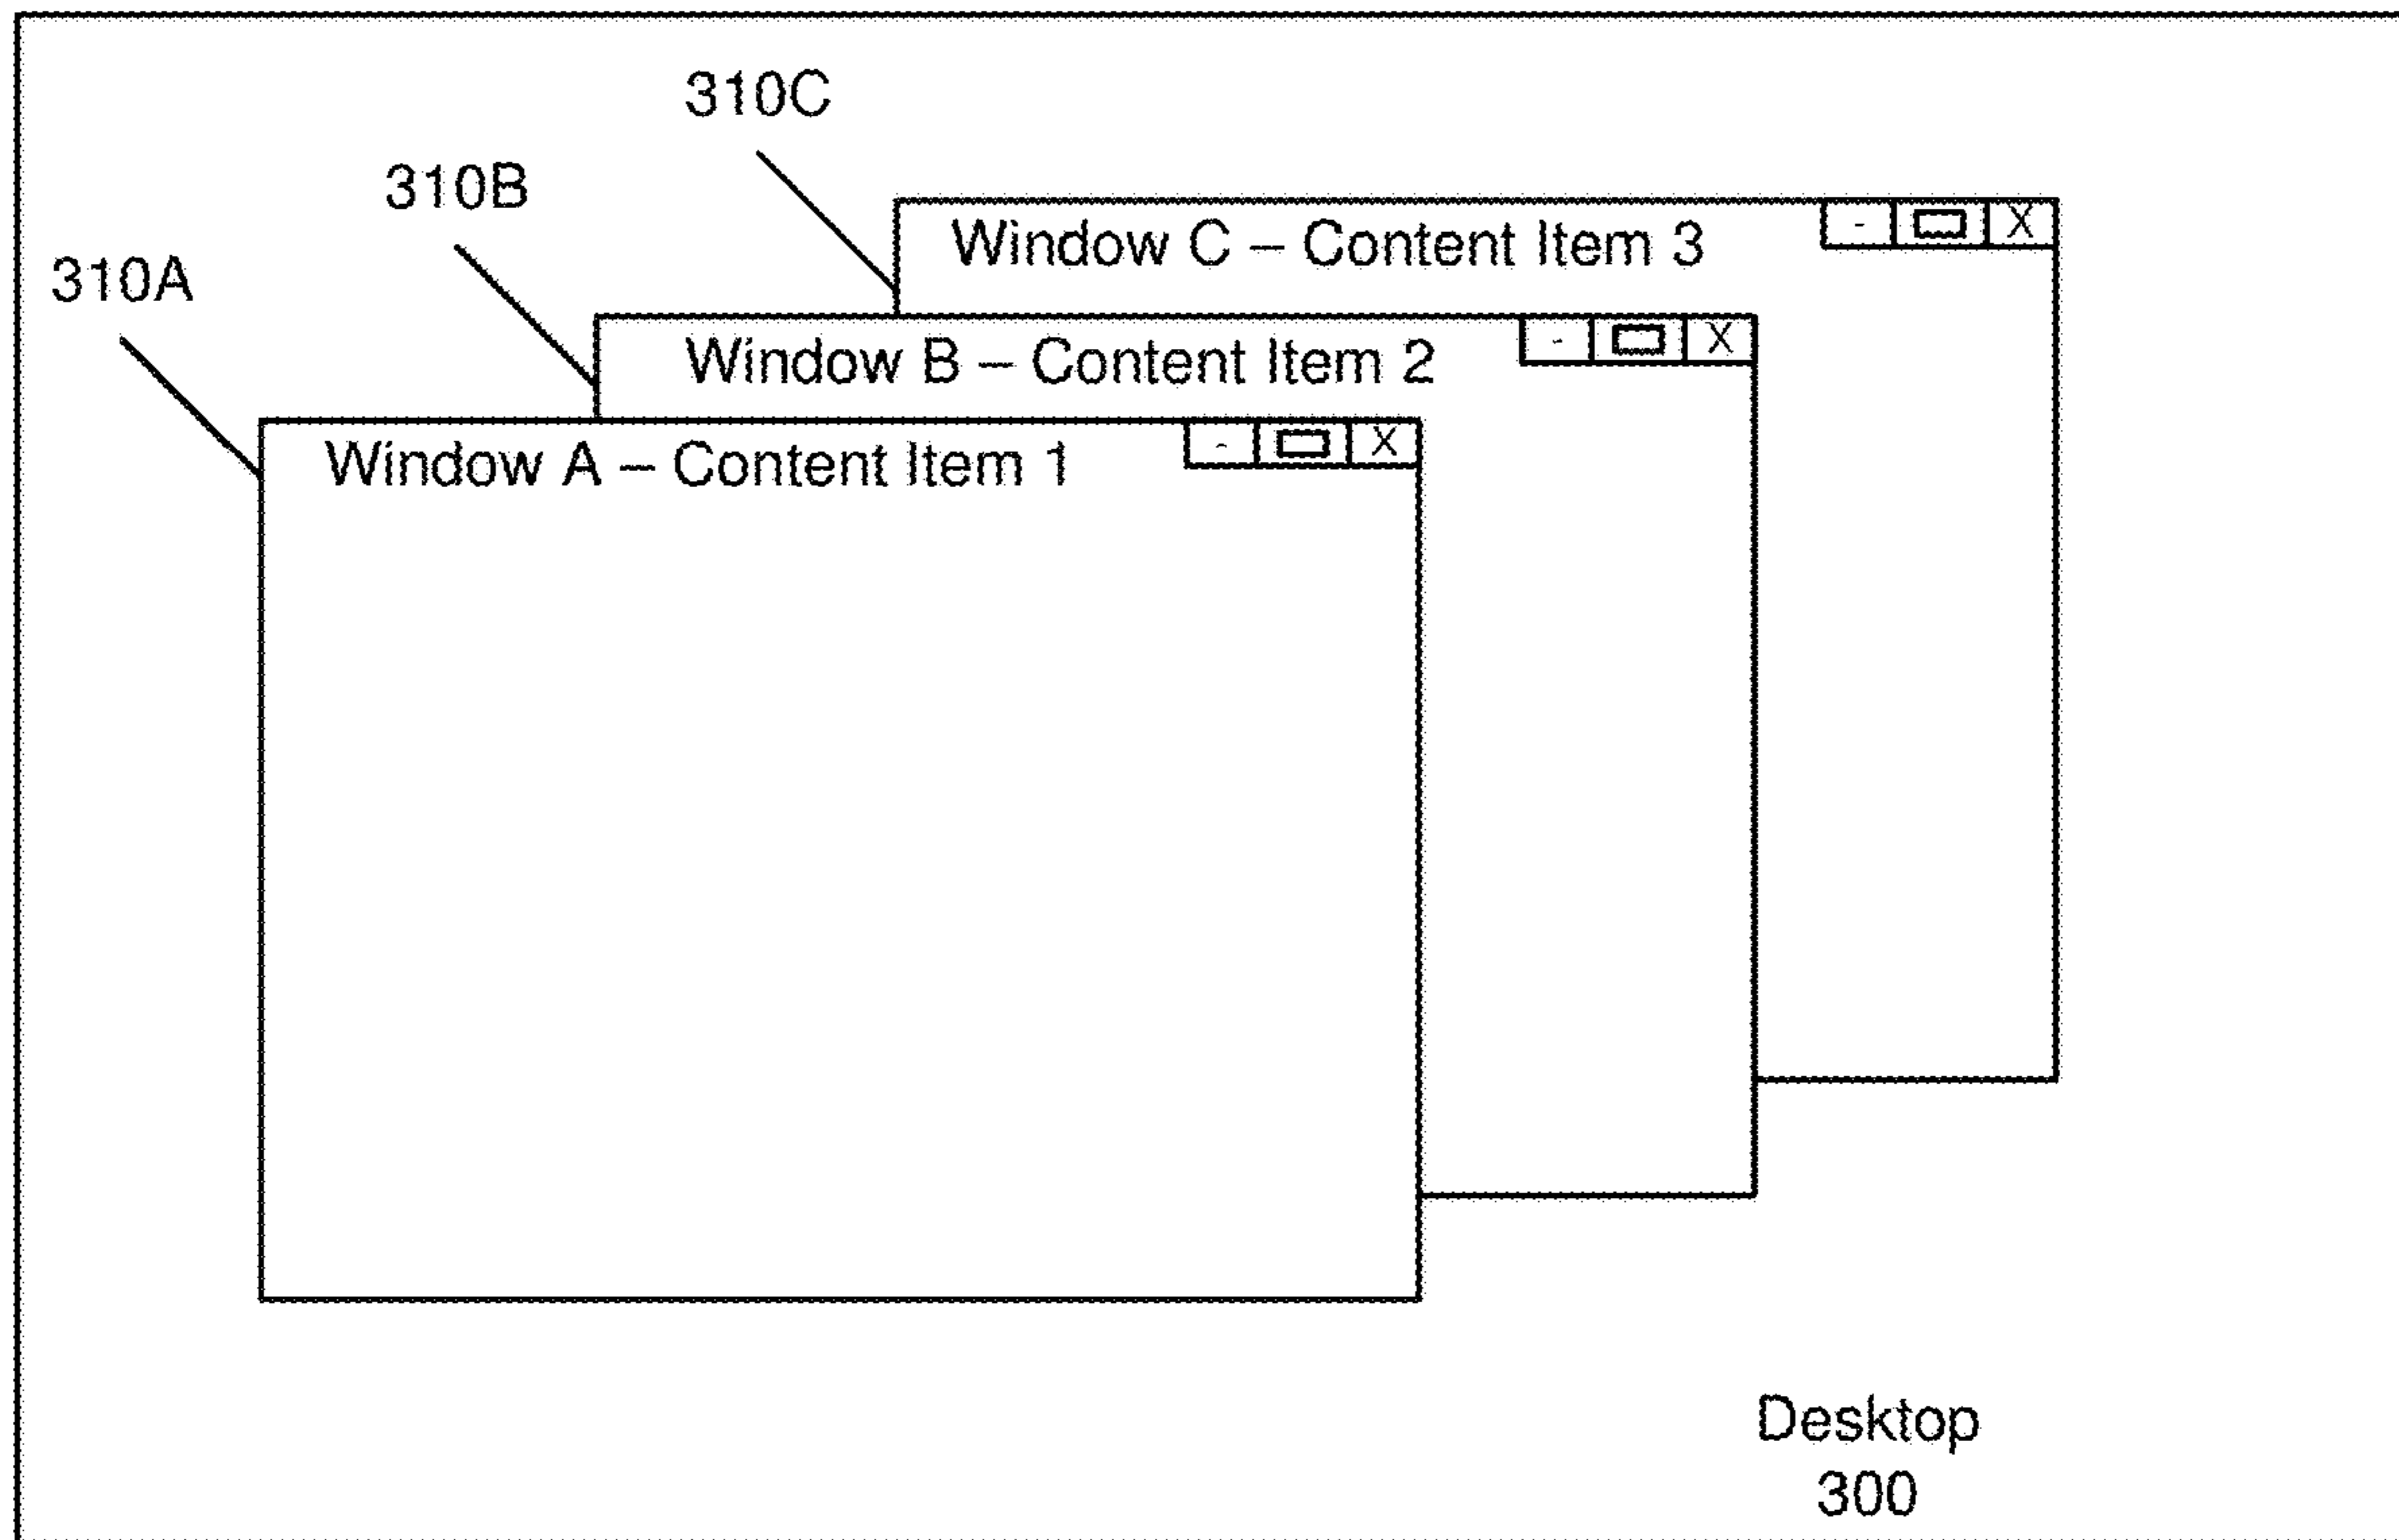 310C
310B
310A
Window C – Content Item 3
- X
Window B – Content Item 2
- X
Window A – Content Item 1
- X
Desktop
300